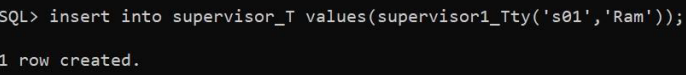 SQL> insert into supervisor_T values(supervisor1_Tty('s01','Ram'));
1 row created.